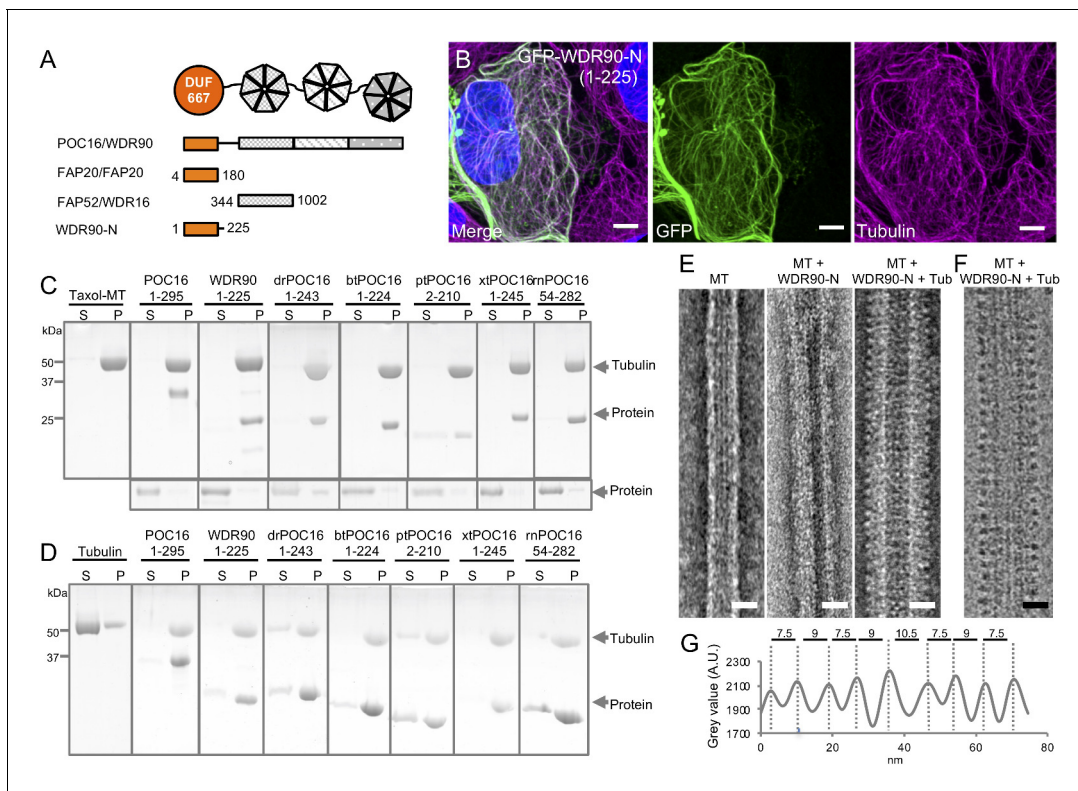 A
DUF
667
POC16/WDR90
FAP20/FAP20
4 180
FAP52/WDR16
344 1002
WDR90-N
1 225
B
GFP-WDR90-N
(1-225)
Merge
GFP
Tubulin
C
Taxol-MT
POC16
1-295
WDR90
1-225
drPOC16
1-243
btPOC16
1-224
ptPOC16
2-210
xtPOC16
1-245
rnPOC16
54-282
S P S P S P S P S P S P S P S P
kDa
50
37
25
Tubulin
Protein
Protein
D
Tubulin
POC16
1-295
WDR90
1-225
drPOC16
1-243
btPOC16
1-224
ptPOC16
2-210
xtPOC16
1-245
rnPOC16
54-282
S P S P S P S P S P S P S P S P
kDa
50
37
Tubulin
Protein
E
MT
MT +
WDR90-N
MT +
WDR90-N + Tub
F
MT +
WDR90-N + Tub
G
7.5 9 7.5 9 10.5 7.5 9 7.5
Grey value (A.U.)
2300
2100
1900
1700
0 20 40 60 80
nm